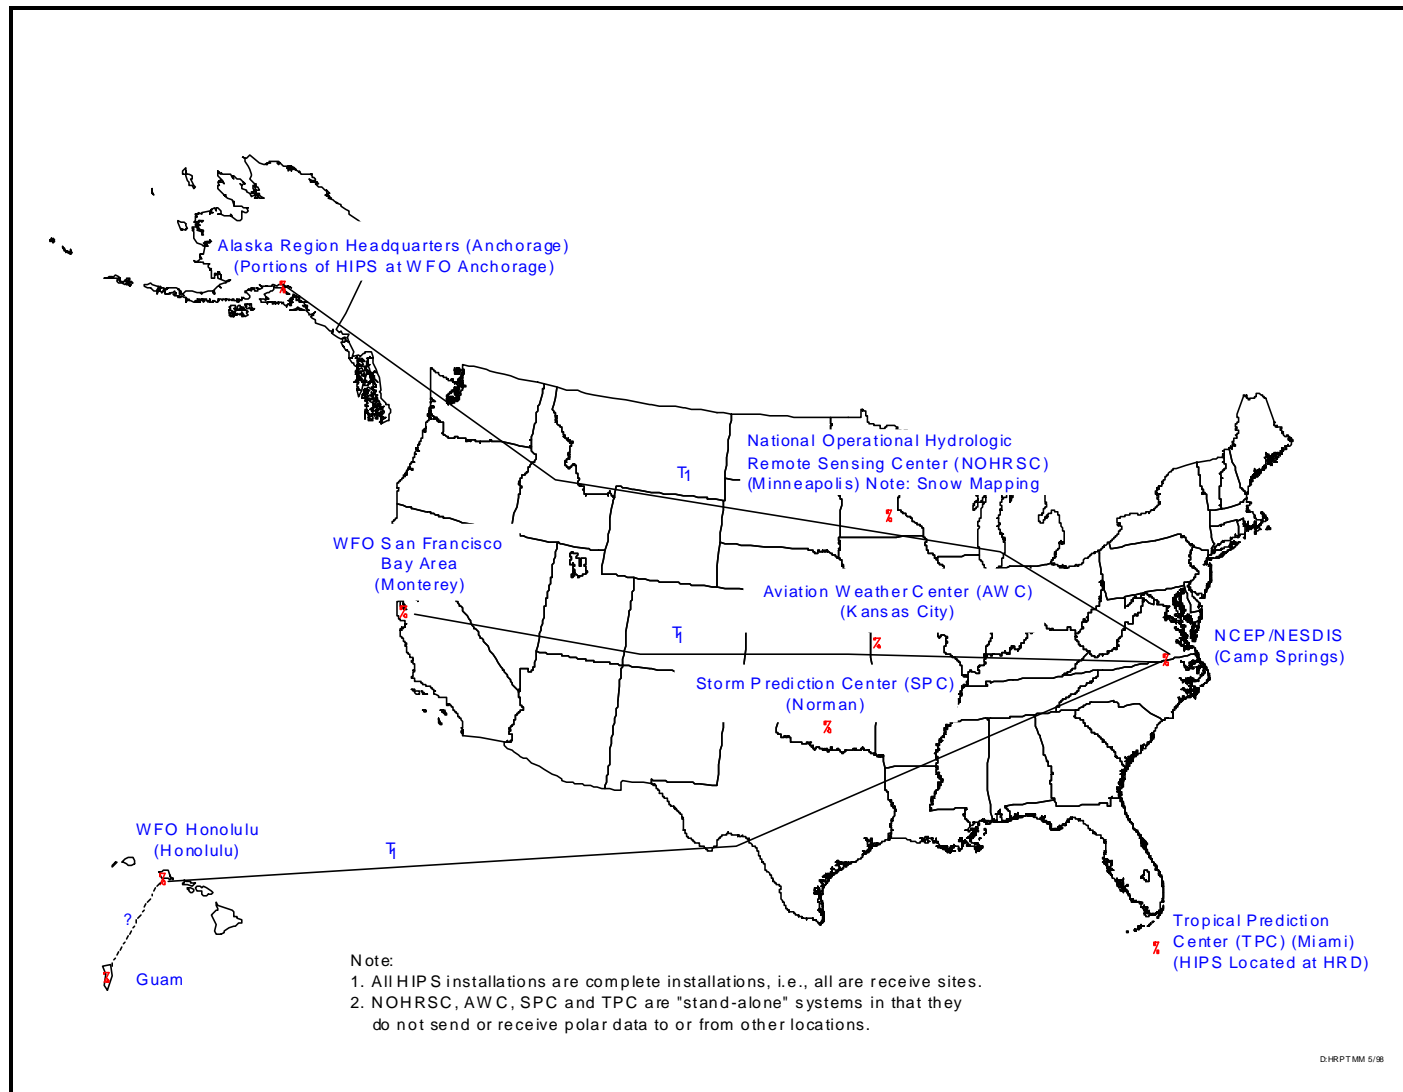 Alaska Region Headquarters (Anchorage)
(Portions of HIPS at WFO Anchorage)
National Operational Hydrologic
Remote Sensing Center (NOHRSC)
(Minneapolis) Note: Snow Mapping
T1
%
%
WFO San Francisco
Bay Area
(Monterey)
%
Aviation Weather Center (AWC)
(Kansas City)
%
T1
NCEP/NESDIS
(Camp Springs)
%
Storm Prediction Center (SPC)
(Norman)
%
WFO Honolulu
(Honolulu)
%
T1
?
Guam
%
Tropical Prediction
Center (TPC) (Miami)
(HIPS Located at HRD)
%
Note:
1. All HIPS installations are complete installations, i.e., all are receive sites.
2. NOHRSC, AWC, SPC and TPC are "stand-alone" systems in that they
do not send or receive polar data to or from other locations.
D:HRPTMM 5/98